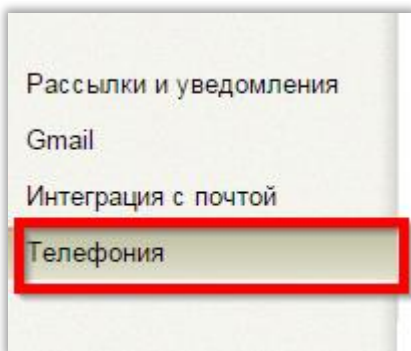 Рассылки и уведомления
Gmail
Интеграция с почтой
Телефония